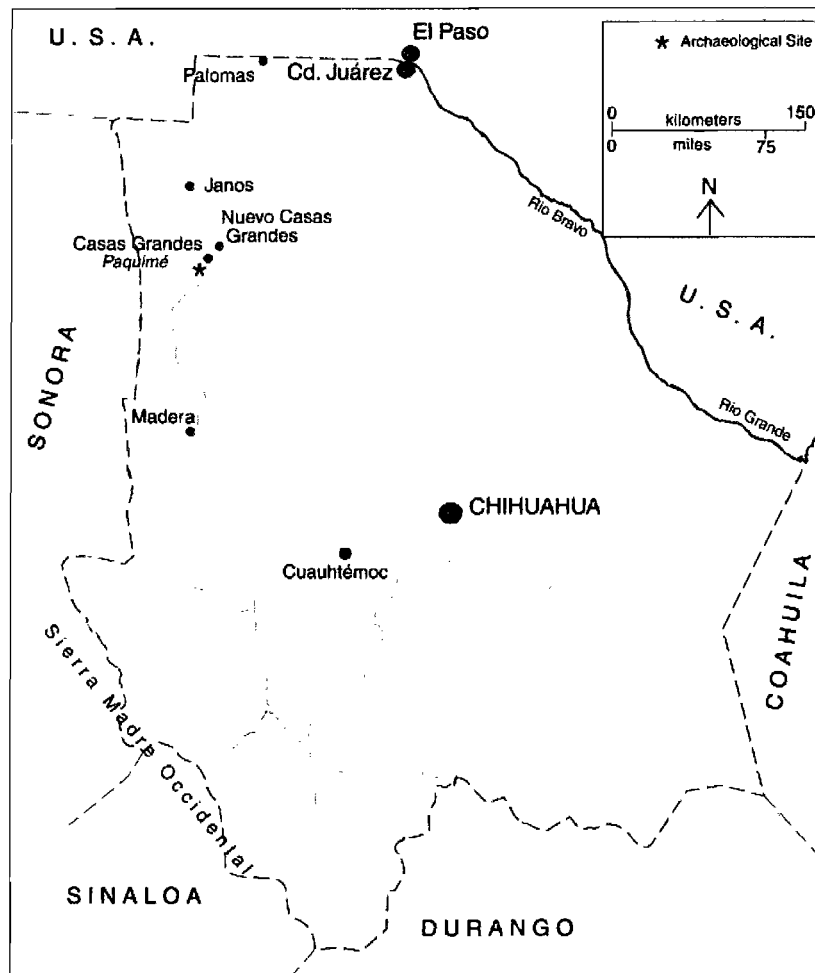 U. S. A.
El Paso
Palomas
Cd. Juárez
★ Archaeological Site
0 150
kilometers
0 miles 75
N
Janos
Nuevo Casas
Grandes
Casas Grandes
Paquimé
Rio Bravo
U. S. A.
SONORA
Madera
Rio Grande
CHIHUAHUA
Cuauhtémoc
COAHUILA
Sierra Madre Occidental
SINALOA
DURANGO